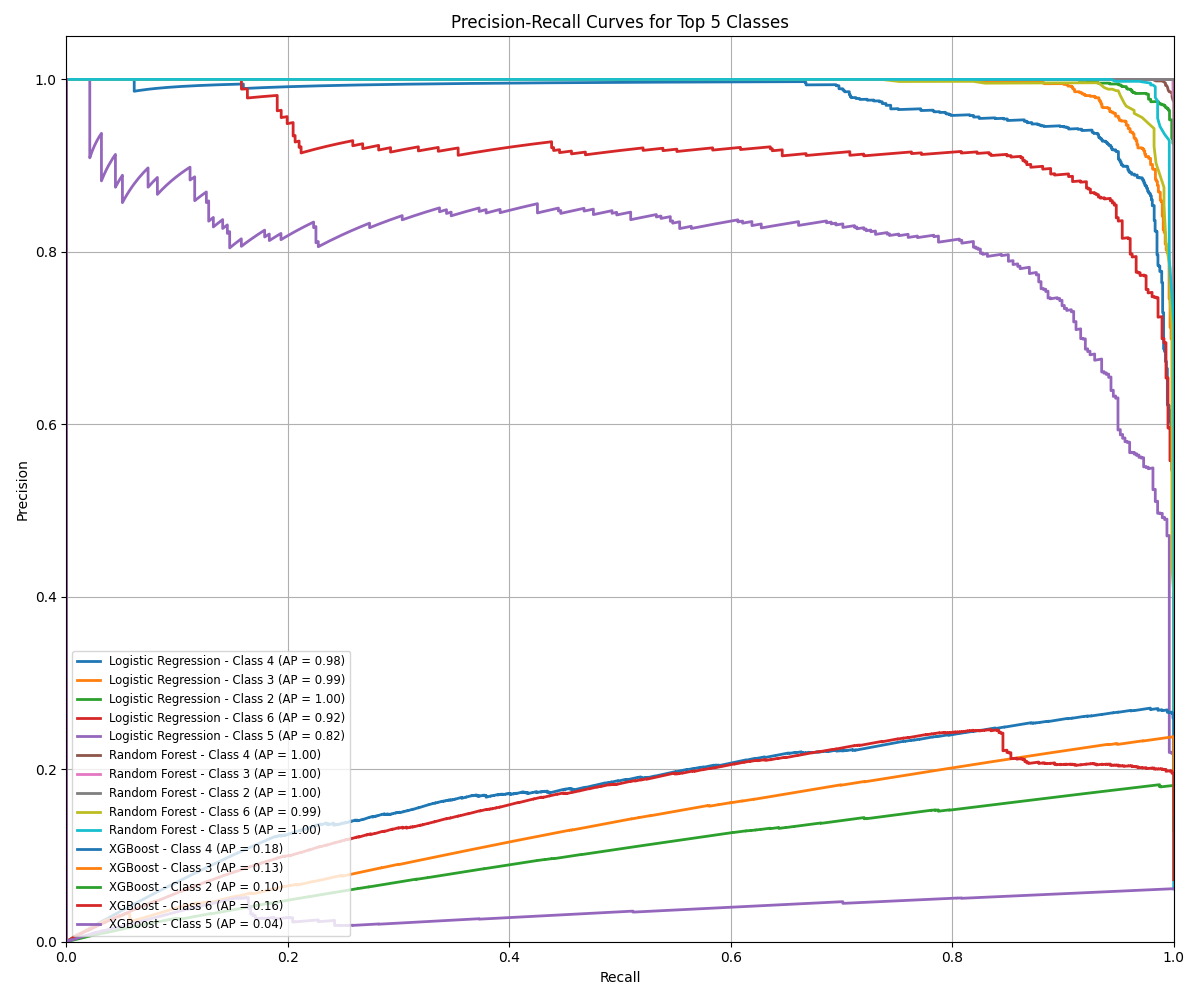 Precision-Recall Curves for Top 5 Classes
1.0
0.8
0.6
0.4
0.2
0.0
Precision
Logistic Regression - Class 4 (AP = 0.98)
Logistic Regression - Class 3 (AP = 0.99)
Logistic Regression - Class 2 (AP = 1.00)
Logistic Regression - Class 6 (AP = 0.92)
Logistic Regression - Class 5 (AP = 0.82)
Random Forest - Class 4 (AP = 1.00)
Random Forest - Class 3 (AP = 1.00)
Random Forest - Class 2 (AP = 1.00)
Random Forest - Class 6 (AP = 0.99)
Random Forest - Class 5 (AP = 1.00)
XGBoost - Class 4 (AP = 0.18)
XGBoost - Class 3 (AP = 0.13)
XGBoost - Class 2 (AP = 0.10)
XGBoost - Class 6 (AP = 0.16)
XGBoost - Class 5 (AP = 0.04)
0.0 0.2 0.4 0.6 0.8 1.0
Recall